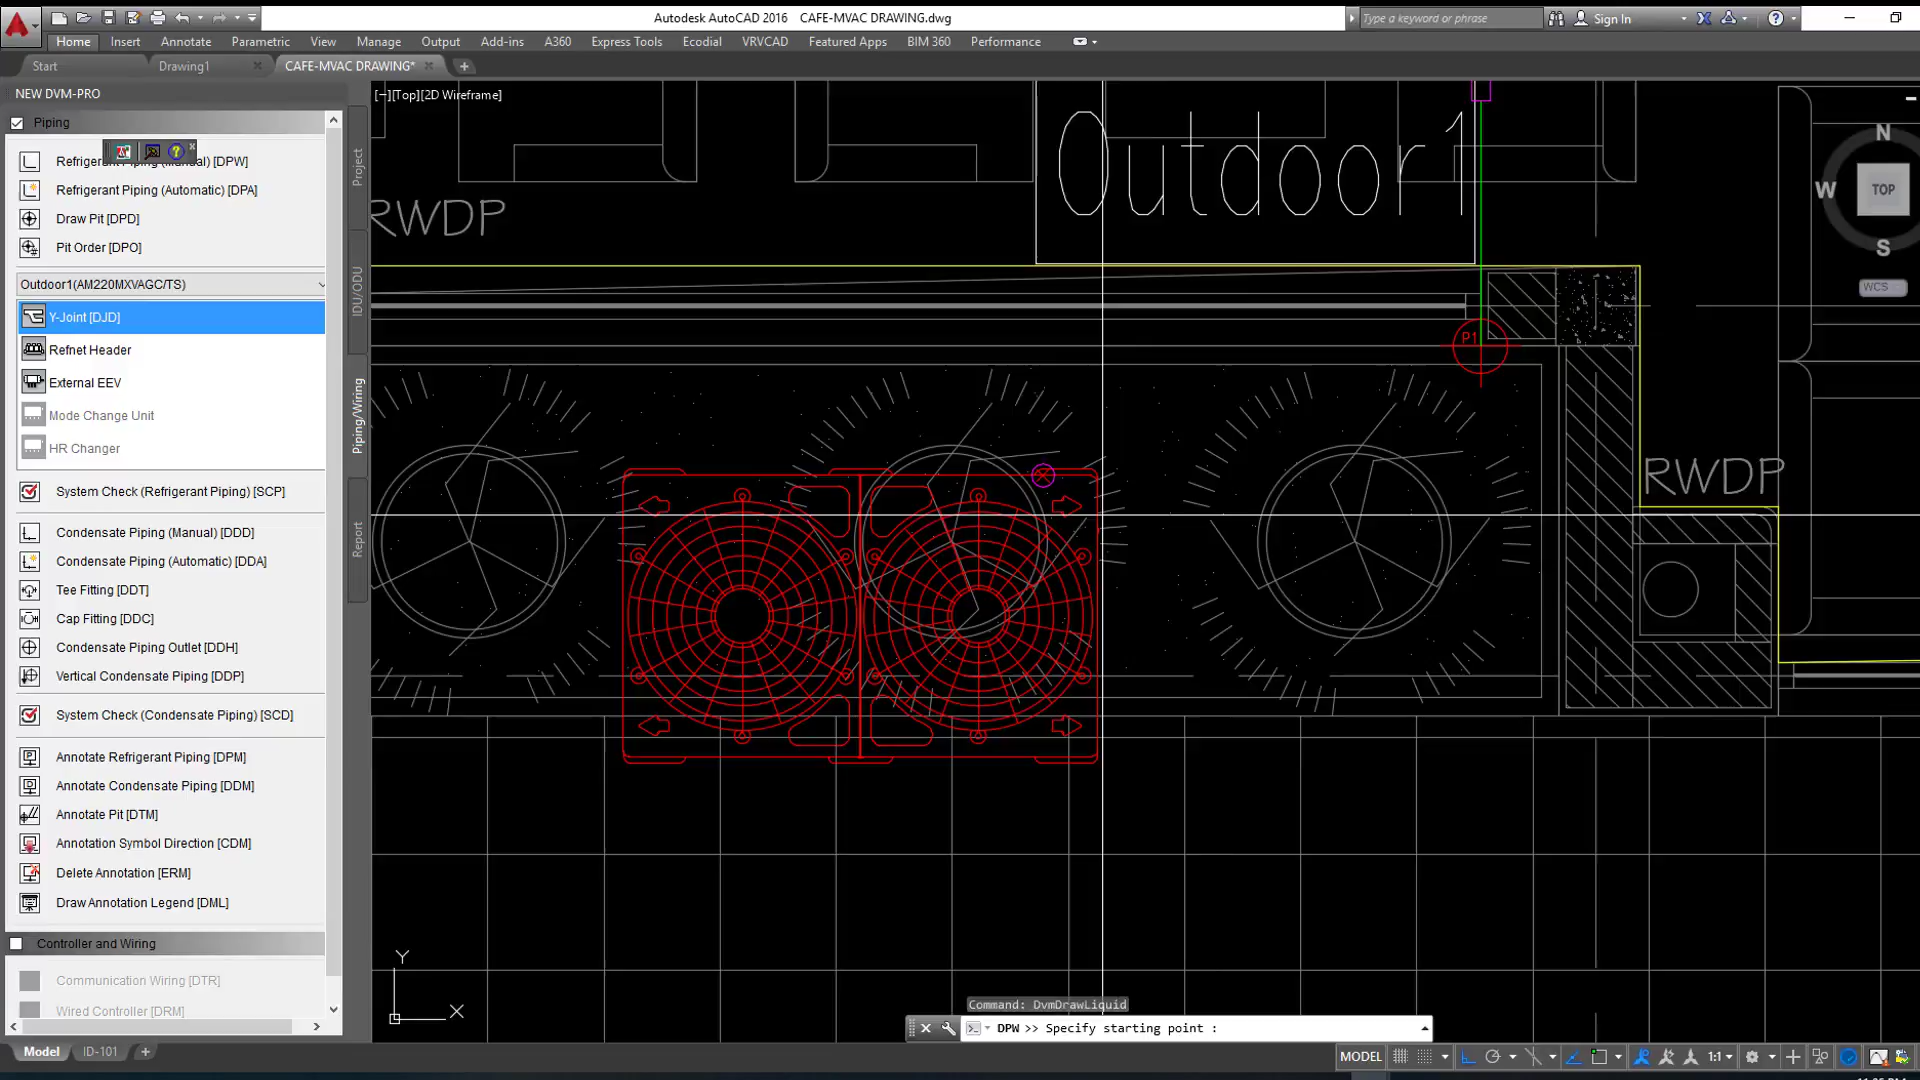 Autodesk AutoCAD 2016 CAFE-MVAC DRAWING.dwg
Type a keyword or phrase
Sign In
Home Insert Annotate Parametric View Manage Output Add-ins A360 Express Tools Ecodial VRVCAD Featured Apps BIM 360 Performance
Start Drawing1 CAFE-MVAC DRAWING*
NEW DVM-PRO
[−][Top][2D Wireframe]
Piping
Refrigerant Piping (Manual) [DPW]
Refrigerant Piping (Automatic) [DPA]
Draw Pit [DPD]
Pit Order [DPO]
Outdoor1(AM220MXVAGC/TS)
Y-Joint [DJD]
Refnet Header
External EEV
Mode Change Unit
HR Changer
System Check (Refrigerant Piping) [SCP]
Condensate Piping (Manual) [DDD]
Condensate Piping (Automatic) [DDA]
Tee Fitting [DDT]
Cap Fitting [DDC]
Condensate Piping Outlet [DDH]
Vertical Condensate Piping [DDP]
System Check (Condensate Piping) [SCD]
Annotate Refrigerant Piping [DPM]
Annotate Condensate Piping [DDM]
Annotate Pit [DTM]
Annotation Symbol Direction [CDM]
Delete Annotation [ERM]
Draw Annotation Legend [DML]
Controller and Wiring
Communication Wiring [DTR]
Wired Controller [DRM]
Project
IDU/ODU
Piping/Wiring
Report
Outdoor1
RWDP
P1
RWDP
N
W
TOP
S
WCS
Y
X
Command: DvmDrawLiquid
DPW >> Specify starting point :
Model ID-101
MODEL 1:1